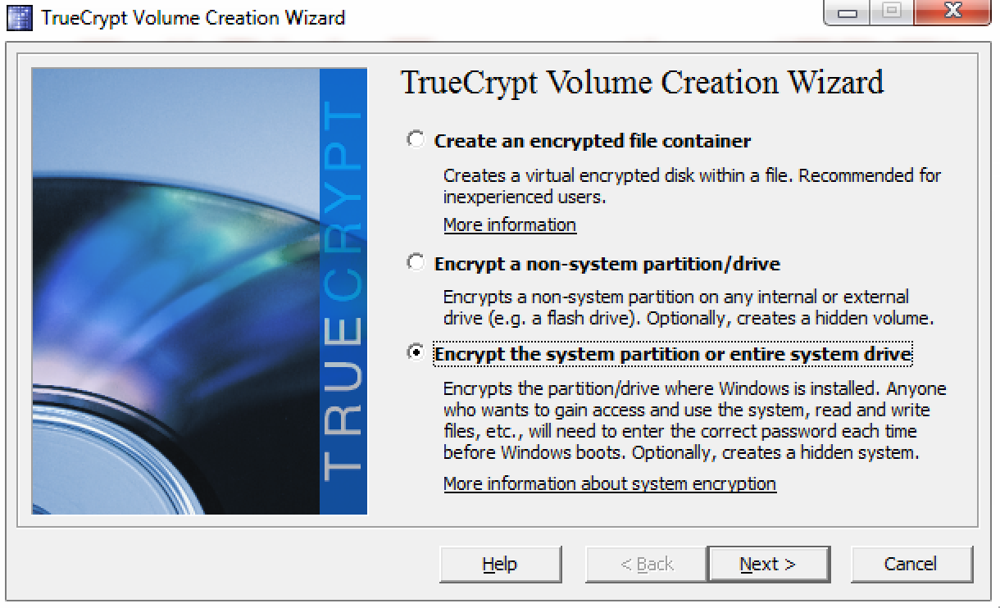 TrueCrypt Volume Creation Wizard
TRUECRYPT
TrueCrypt Volume Creation Wizard
Create an encrypted file container
Creates a virtual encrypted disk within a file. Recommended for
inexperienced users.
More information
Encrypt a non-system partition/drive
Encrypts a non-system partition on any internal or external
drive (e.g. a flash drive). Optionally, creates a hidden volume.
Encrypt the system partition or entire system drive
Encrypts the partition/drive where Windows is installed. Anyone
who wants to gain access and use the system, read and write
files, etc., will need to enter the correct password each time
before Windows boots. Optionally, creates a hidden system.
More information about system encryption
Help < Back Next > Cancel